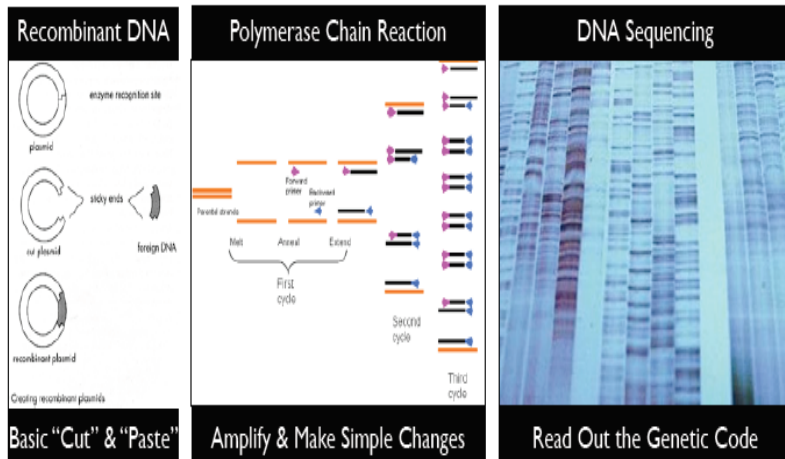 Recombinant DNA
enzyme recognition site
plasmid
sticky ends
foreign DNA
cut plasmid
recombinant plasmid
Creating recombinant plasmids
Basic "Cut" & "Paste"
Polymerase Chain Reaction
Forward
primer
primer
Parental strands
Melt
Anneal
Extend
First
cycle
Second
cycle
Third
cycle
Amplify & Make Simple Changes
DNA Sequencing
Read Out the Genetic Code